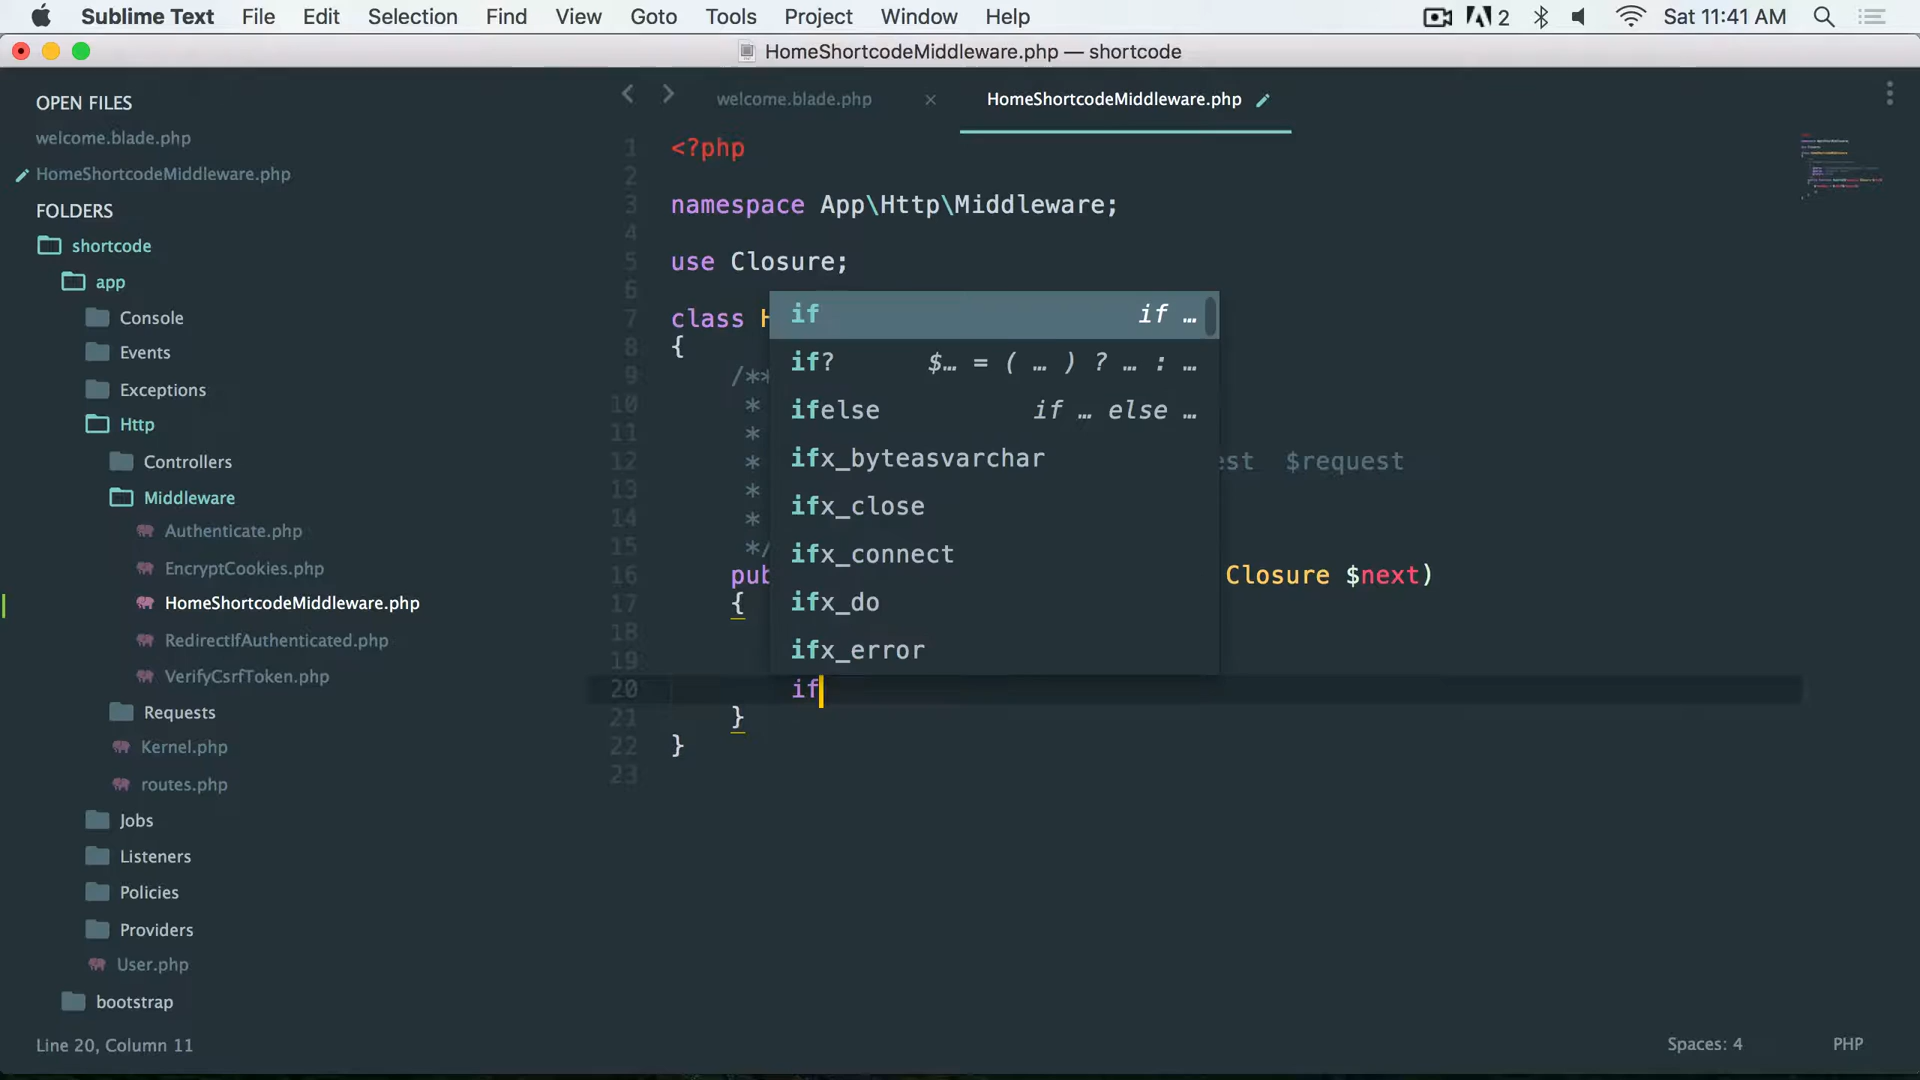 Sublime Text File Edit Selection Find View Goto Tools Project Window Help 2 Sat 11:41 AM
HomeShortcodeMiddleware.php — shortcode
OPEN FILES
welcome.blade.php
HomeShortcodeMiddleware.php
FOLDERS
shortcode
app
Console
Events
Exceptions
Http
Controllers
Middleware
Authenticate.php
EncryptCookies.php
HomeShortcodeMiddleware.php
RedirectIfAuthenticated.php
VerifyCsrfToken.php
Requests
Kernel.php
routes.php
Jobs
Listeners
Policies
Providers
User.php
bootstrap
welcome.blade.php × HomeShortcodeMiddleware.php
1 <?php
2
3 namespace App\Http\Middleware;
4
5 use Closure;
6
7 class H
8 {
9 /**
10 *
11 *
12 * est $request
13 *
14 *
15 */
16 pub Closure $next)
17 {
18
19
20 if
21 }
22 }
23
if if …
if? $… = ( … ) ? … : …
ifelse if … else …
ifx_byteasvarchar
ifx_close
ifx_connect
ifx_do
ifx_error
Line 20, Column 11 Spaces: 4 PHP